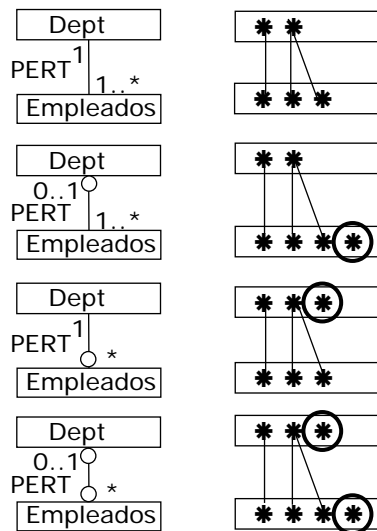 Dept
1
PERT
1..*
Empleados
Dept
0..1
PERT
1..*
Empleados
Dept
1
PERT
*
Empleados
Dept
0..1
PERT
*
Empleados